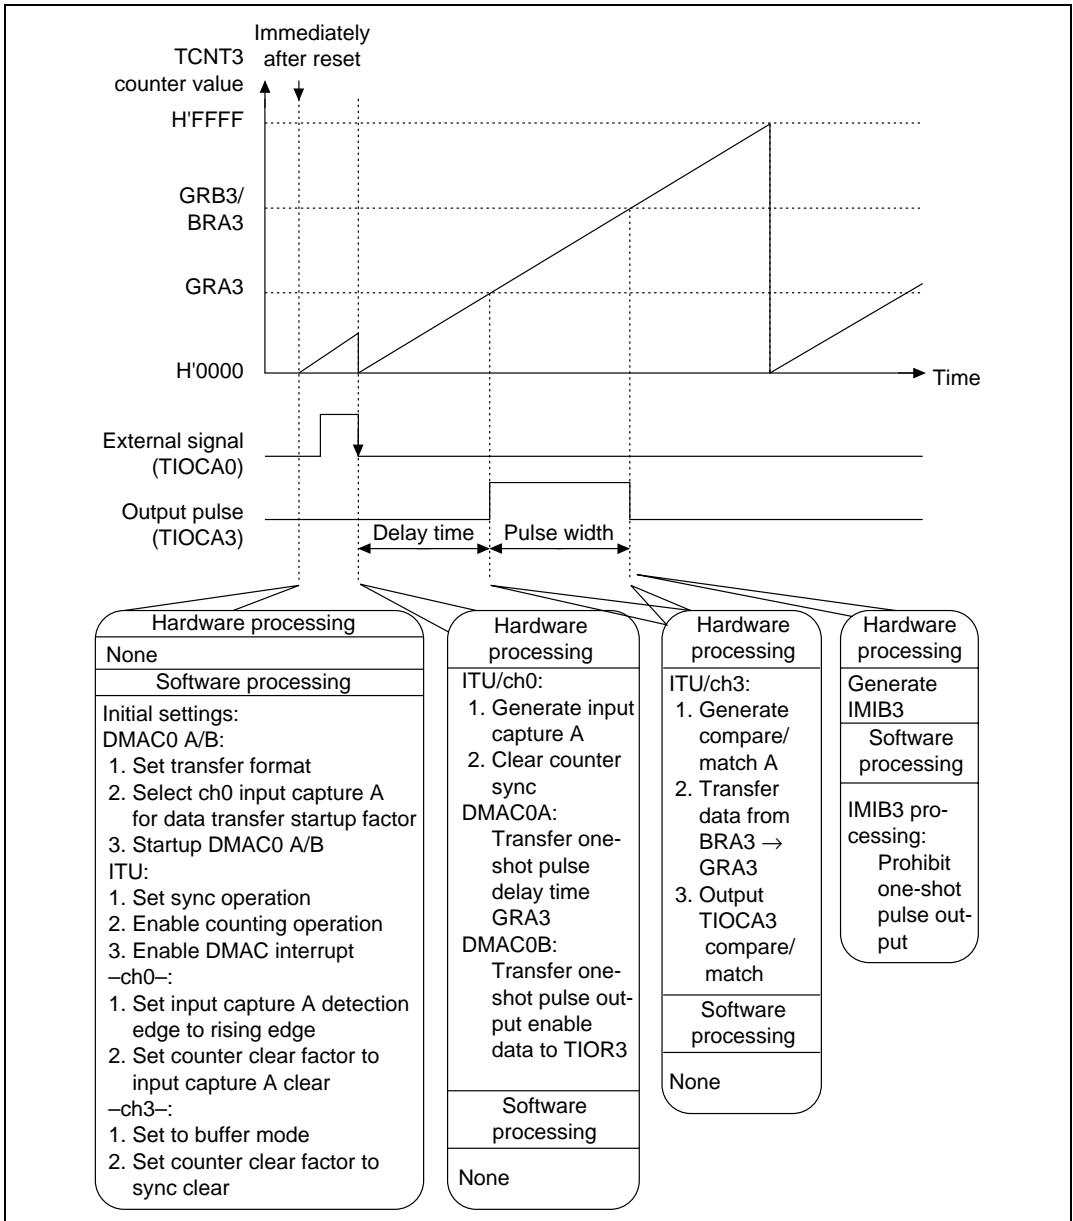 Immediately
after reset
TCNT3
counter value
H'FFFF
GRB3/
BRA3
GRA3
H'0000
Time
External signal
(TIOCA0)
Output pulse
(TIOCA3)
Delay time
Pulse width
Hardware processing
None
Software processing
Initial settings:
DMAC0 A/B:
1. Set transfer format
2. Select ch0 input capture A
for data transfer startup factor
3. Startup DMAC0 A/B
ITU:
1. Set sync operation
2. Enable counting operation
3. Enable DMAC interrupt
–ch0–:
1. Set input capture A detection
edge to rising edge
2. Set counter clear factor to
input capture A clear
–ch3–:
1. Set to buffer mode
2. Set counter clear factor to
sync clear
Hardware
processing
ITU/ch0:
1. Generate input
capture A
2. Clear counter
sync
DMAC0A:
Transfer one-
shot pulse
delay time
GRA3
DMAC0B:
Transfer one-
shot pulse out-
put enable
data to TIOR3
Software
processing
None
Hardware
processing
ITU/ch3:
1. Generate
compare/
match A
2. Transfer
data from
BRA3 →
GRA3
3. Output
TIOCA3
compare/
match
Software
processing
None
Hardware
processing
Generate
IMIB3
Software
processing
IMIB3 pro-
cessing:
Prohibit
one-shot
pulse out-
put